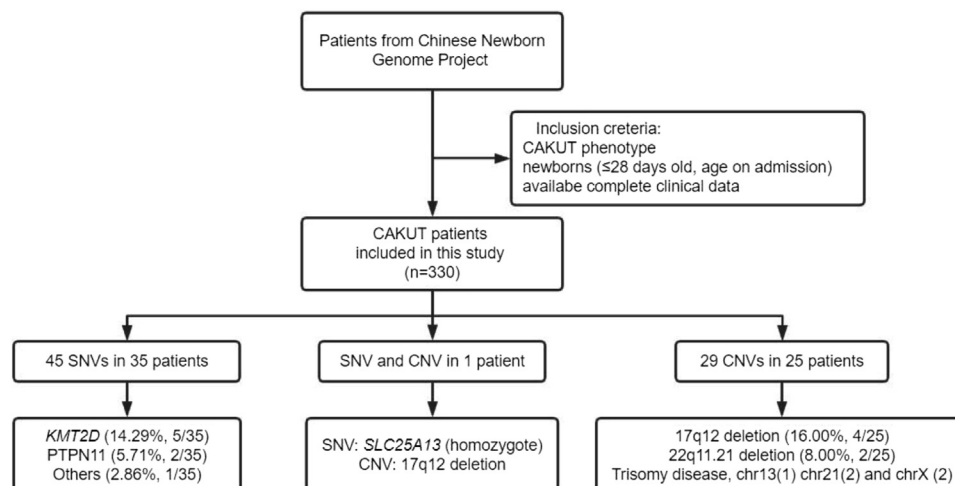 Patients from Chinese Newborn
Genome Project
Inclusion creteria:
CAKUT phenotype
newborns (≤28 days old, age on admission)
availabe complete clinical data
CAKUT patients
included in this study
(n=330)
45 SNVs in 35 patients
SNV and CNV in 1 patient
29 CNVs in 25 patients
KMT2D (14.29%, 5/35)
PTPN11 (5.71%, 2/35)
Others (2.86%, 1/35)
SNV: SLC25A13 (homozygote)
CNV: 17q12 deletion
17q12 deletion (16.00%, 4/25)
22q11.21 deletion (8.00%, 2/25)
Trisomy disease, chr13(1) chr21(2) and chrX (2)